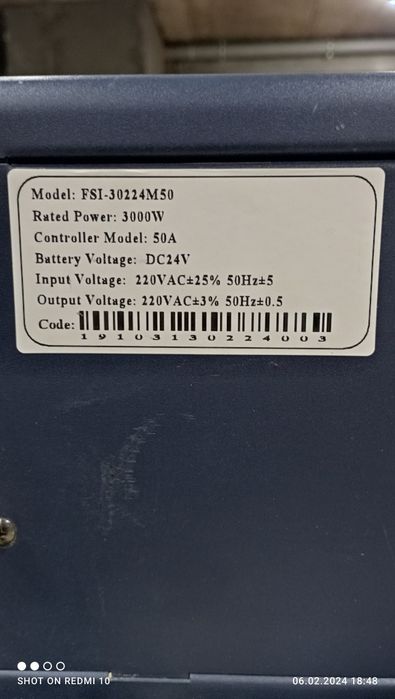 Model: FSI-30224M50
Rated Power: 3000W
Controller Model: 50A
Battery Voltage: DC24V
Input Voltage: 220VAC±25% 50Hz±5
Output Voltage: 220VAC±3% 50Hz±0.5
Code:
19103130224003
SHOT ON REDMI 10
06.02.2024 18:48